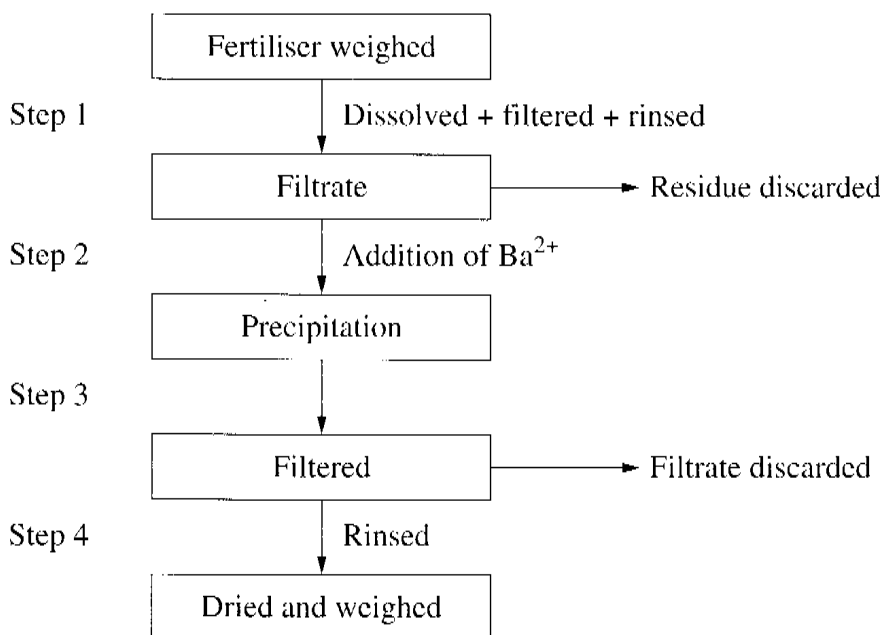 Fertiliser weighed
Step 1
Dissolved + filtered + rinsed
Filtrate
Residue discarded
Step 2
Addition of Ba²⁺
Precipitation
Step 3
Filtered
Filtrate discarded
Step 4
Rinsed
Dried and weighed